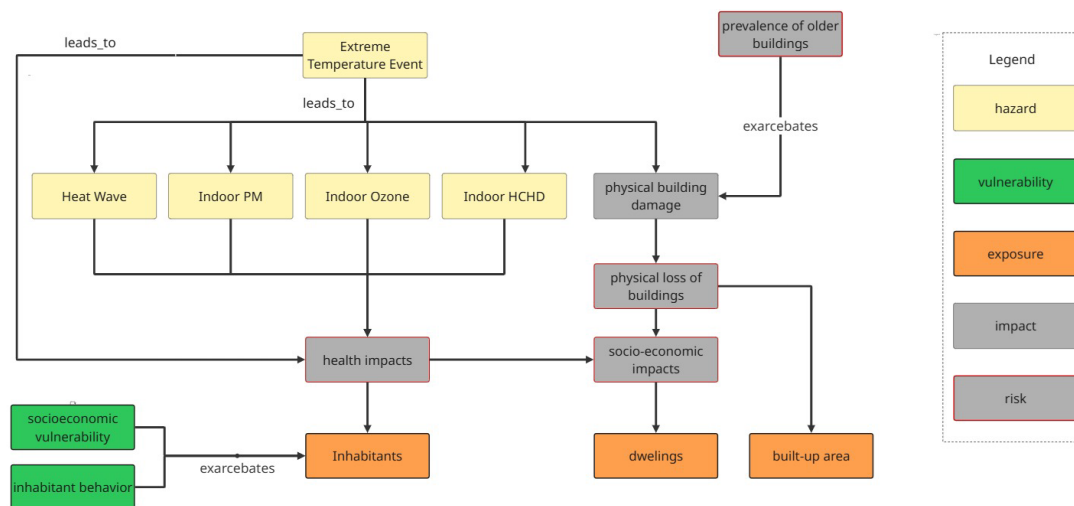 leads_to
Extreme
Temperature Event
prevalence of older
buildings
Legend
leads_to
hazard
exarcebates
Heat Wave
Indoor PM
Indoor Ozone
Indoor HCHD
physical building
damage
vulnerability
exposure
physical loss of
buildings
impact
health impacts
socio-economic
impacts
risk
socioeconomic
vulnerability
exarcebates
Inhabitants
dwelings
built-up area
inhabitant behavior